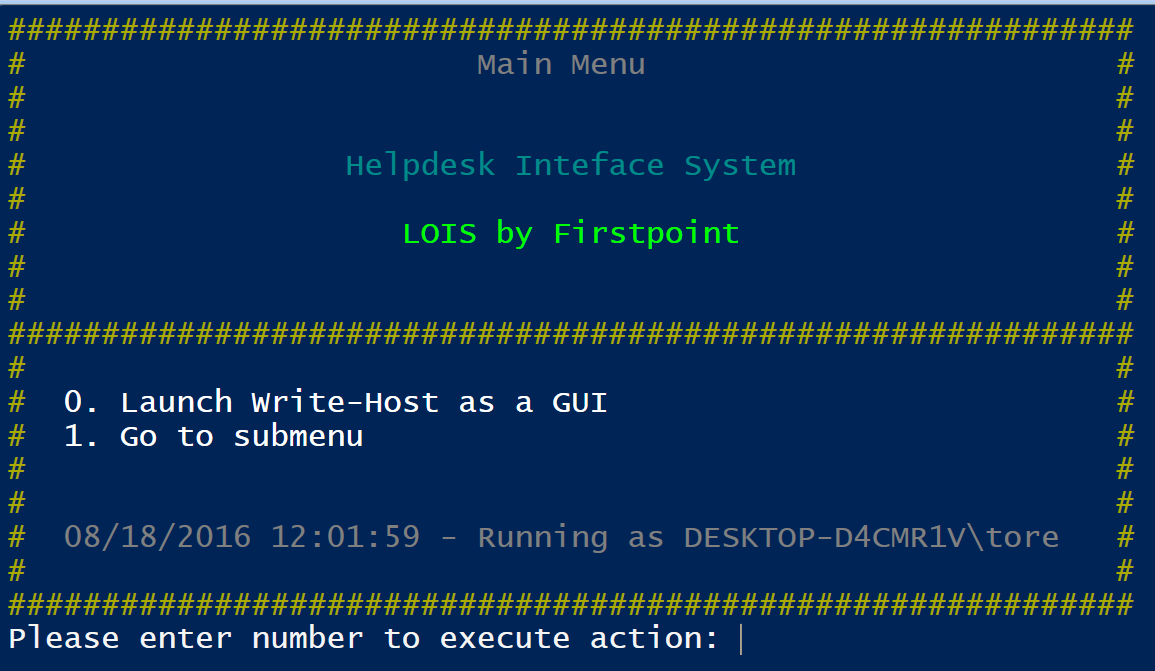 ############################################################
# Main Menu #
# #
# #
# Helpdesk Inteface System #
# #
# LOIS by Firstpoint #
# #
# #
############################################################
# #
# 0. Launch Write-Host as a GUI #
# 1. Go to submenu #
# #
# #
# 08/18/2016 12:01:59 - Running as DESKTOP-D4CMR1V\tore #
# #
############################################################
Please enter number to execute action: